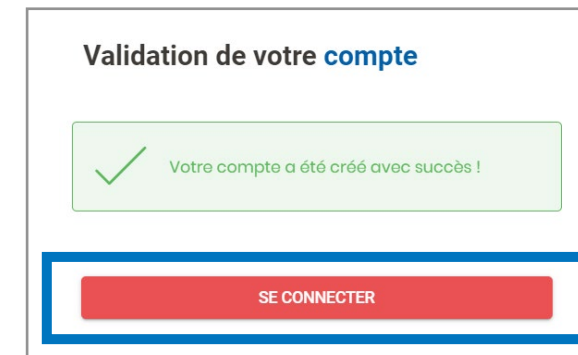 Validation de votre compte
Votre compte a été créé avec succès !
SE CONNECTER